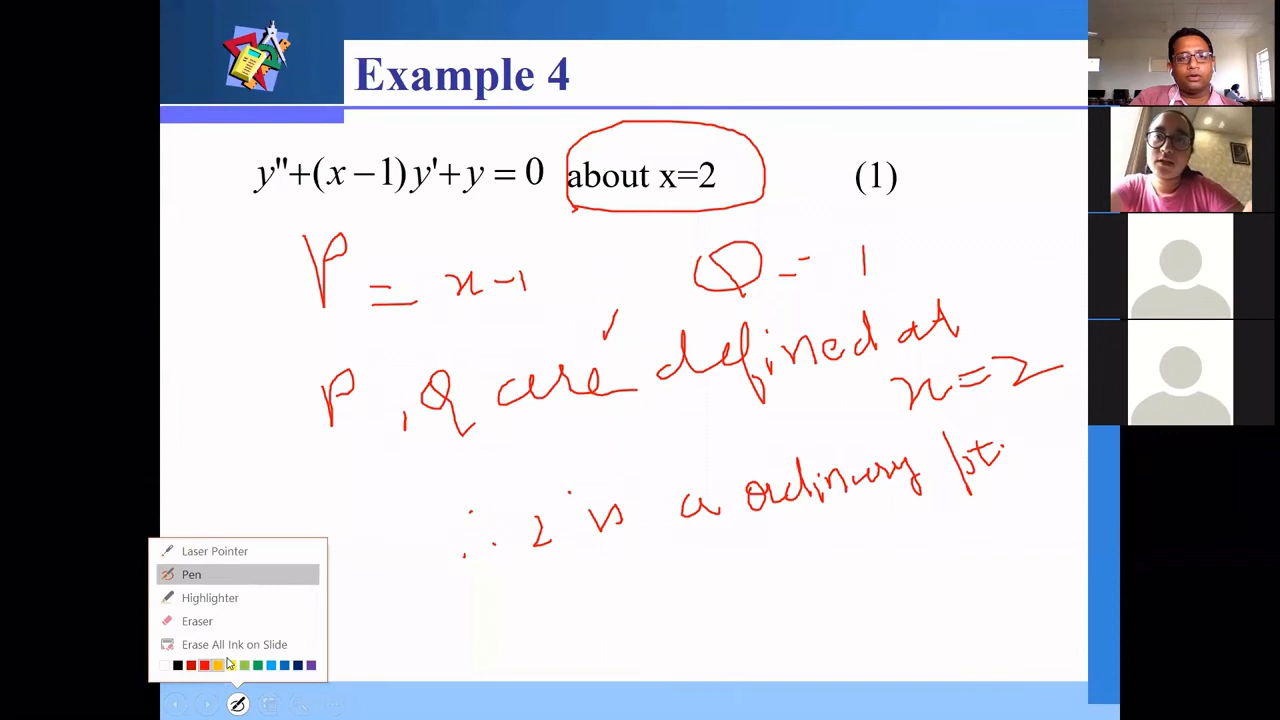 Example 4
y"+(x−1)y'+y=0 about x=2 (1)
P = x-1 Q = 1
P, Q are defined at
x=2
∴ 2 is a ordinary pt.
Laser Pointer
Pen
Highlighter
Eraser
Erase All Ink on Slide